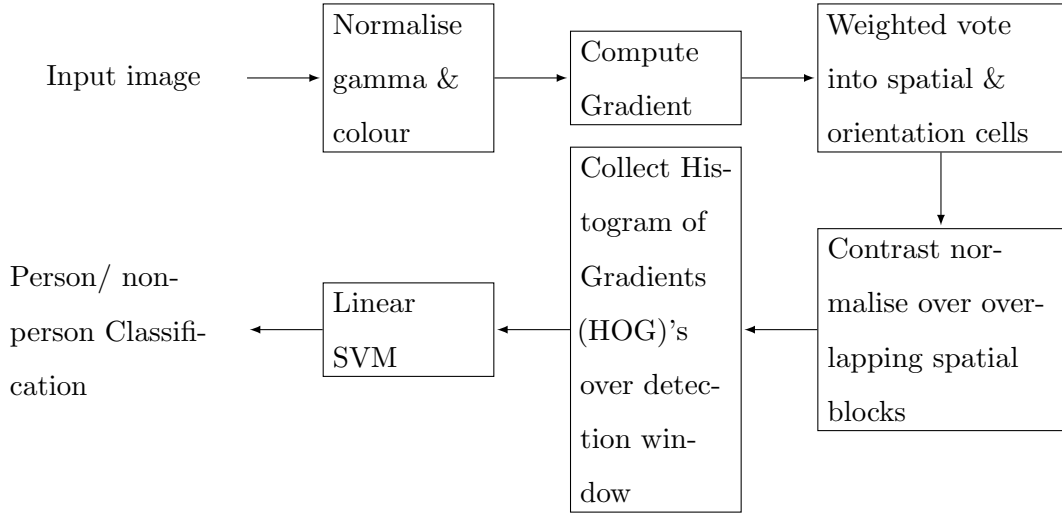 Input image
Normalise
gamma &
colour
Compute
Gradient
Weighted vote
into spatial &
orientation cells
Contrast nor-
malise over over-
lapping spatial
blocks
Collect His-
togram of
Gradients
(HOG)'s
over detec-
tion win-
dow
Linear
SVM
Person/ non-
person Classifi-
cation